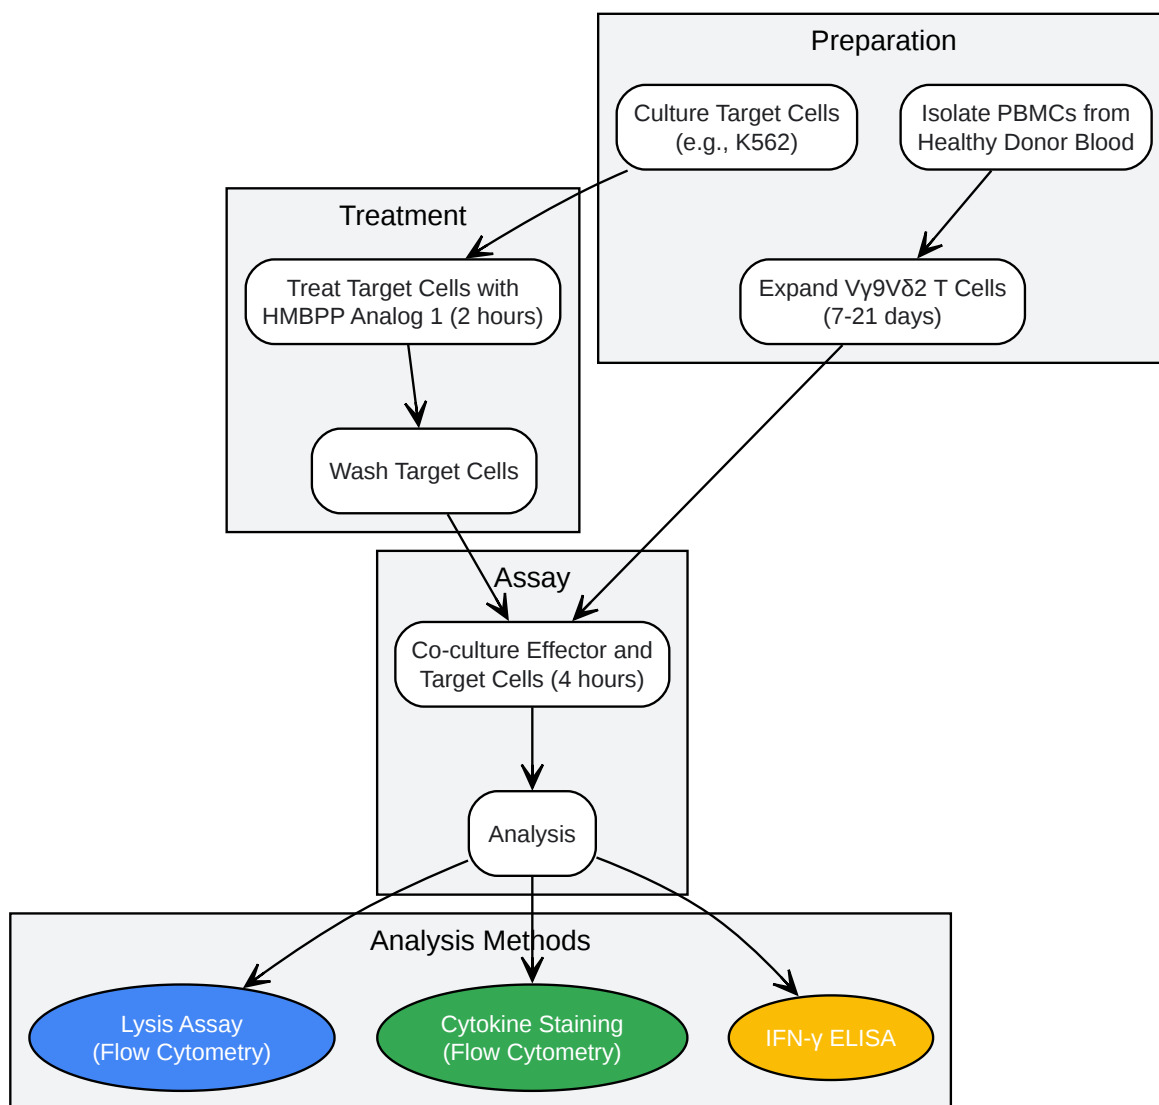 Preparation
Culture Target Cells
(e.g., K562)
Isolate PBMCs from
Healthy Donor Blood
Treatment
Treat Target Cells with
HMBPP Analog 1 (2 hours)
Expand Vγ9Vδ2 T Cells
(7-21 days)
Wash Target Cells
Assay
Co-culture Effector and
Target Cells (4 hours)
Analysis
Analysis Methods
Lysis Assay
(Flow Cytometry)
Cytokine Staining
(Flow Cytometry)
IFN-γ ELISA